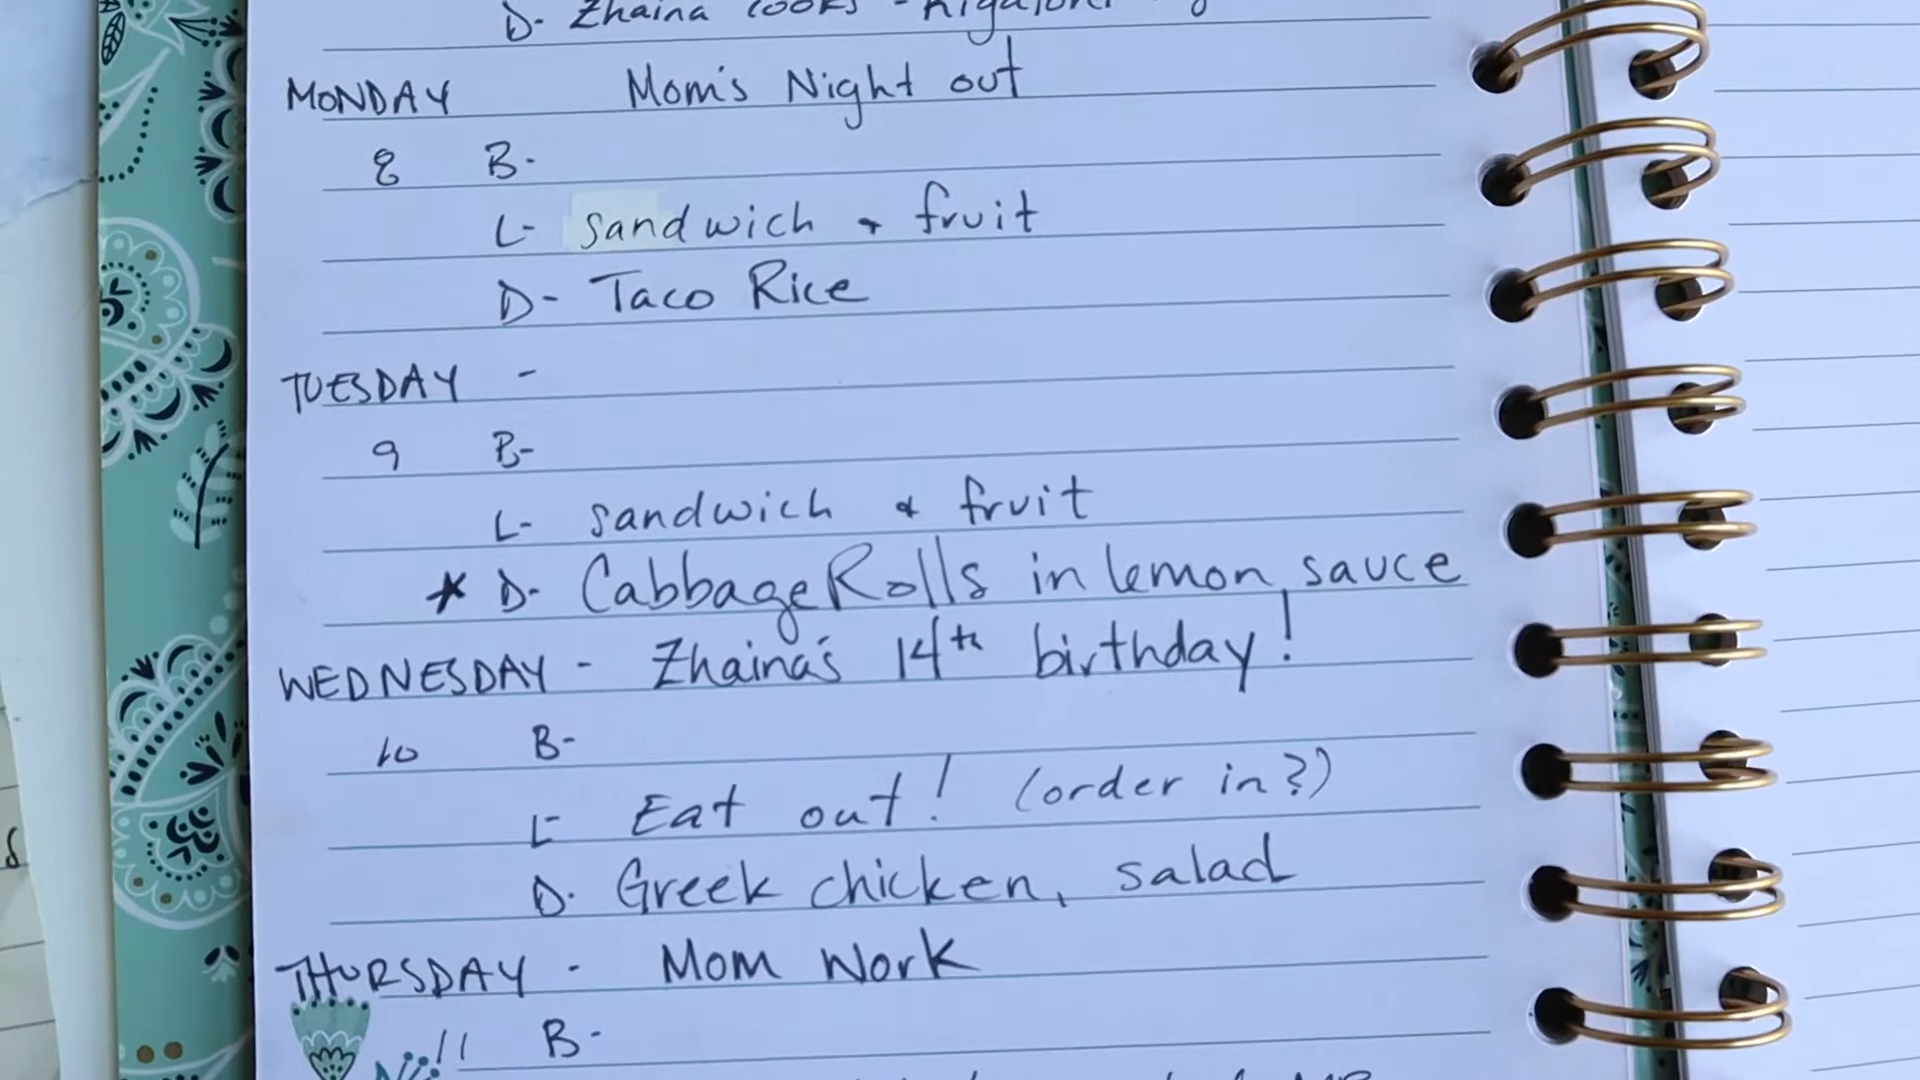 D- Zhaina cooks - Rigatoni
MONDAY Mom's Night out
8 B-
L- sandwich & fruit
D- Taco Rice
TUESDAY -
9 B-
L- sandwich & fruit
* D- Cabbage Rolls in lemon sauce
WEDNESDAY - Zhaina's 14th birthday!
10 B-
L- Eat out! (order in?)
D. Greek chicken, salad
THURSDAY - Mom Work
11 B-